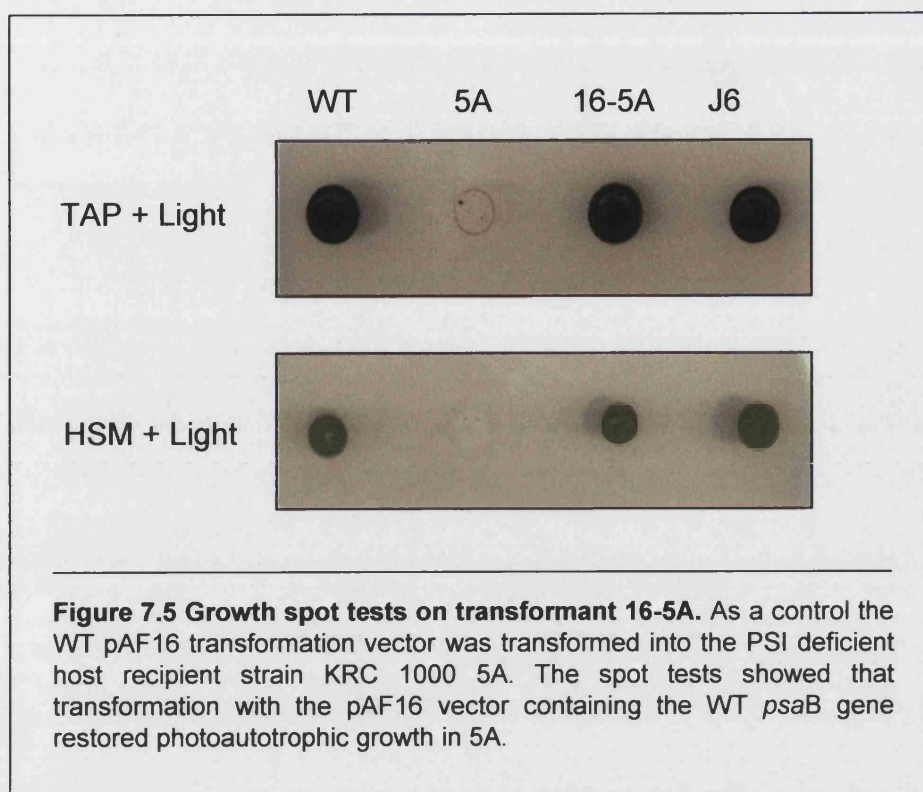 WT 5A 16-5A J6
TAP + Light
HSM + Light
Figure 7.5 Growth spot tests on transformant 16-5A. As a control the
WT pAF16 transformation vector was transformed into the PSI deficient
host recipient strain KRC 1000 5A. The spot tests showed that
transformation with the pAF16 vector containing the WT psaB gene
restored photoautotrophic growth in 5A.